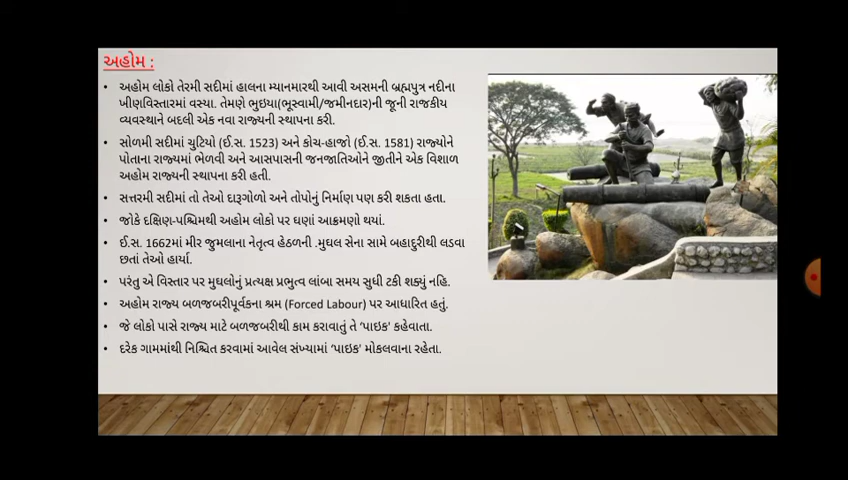 અહોમ :
• અહોમ લોકો તેરમી સદીમાં હાલના મ્યાનમારથી આવી અસમની બ્રહ્મપુત્ર નદીના
ખીણવિસ્તારમાં વસ્યા. તેમણે ભુઇયા(ભૂસ્વામી/જમીનદાર)ની જૂની રાજકીય
વ્યવસ્થાને બદલી એક નવા રાજ્યની સ્થાપના કરી.
• સોળમી સદીમાં ચુટિયો (ઈ.સ. 1523) અને કોચ-હાજો (ઈ.સ. 1581) રાજ્યોને
પોતાના રાજ્યમાં ભેળવી અને આસપાસની જનજાતિઓને જીતીને એક વિશાળ
અહોમ રાજ્યની સ્થાપના કરી હતી.
• સત્તરમી સદીમાં તો તેઓ દારૂગોળો અને તોપોનું નિર્માણ પણ કરી શકતા હતા.
• જોકે દક્ષિણ-પશ્ચિમથી અહોમ લોકો પર ઘણાં આક્રમણો થયાં.
• ઈ.સ. 1662માં મીર જુમલાના નેતૃત્વ હેઠળની .મુઘલ સેના સામે બહાદુરીથી લડવા
છતાં તેઓ હાર્યા.
• પરંતુ એ વિસ્તાર પર મુઘલોનું પ્રત્યક્ષ પ્રભુત્વ લાંબા સમય સુધી ટકી શક્યું નહિ.
• અહોમ રાજ્ય બળજબરીપૂર્વકના શ્રમ (Forced Labour) પર આધારિત હતું.
• જે લોકો પાસે રાજ્ય માટે બળજબરીથી કામ કરાવાતું તે ‘પાઇક' કહેવાતા.
• દરેક ગામમાંથી નિશ્ચિત કરવામાં આવેલ સંખ્યામાં ‘પાઇક' મોકલવાના રહેતા.